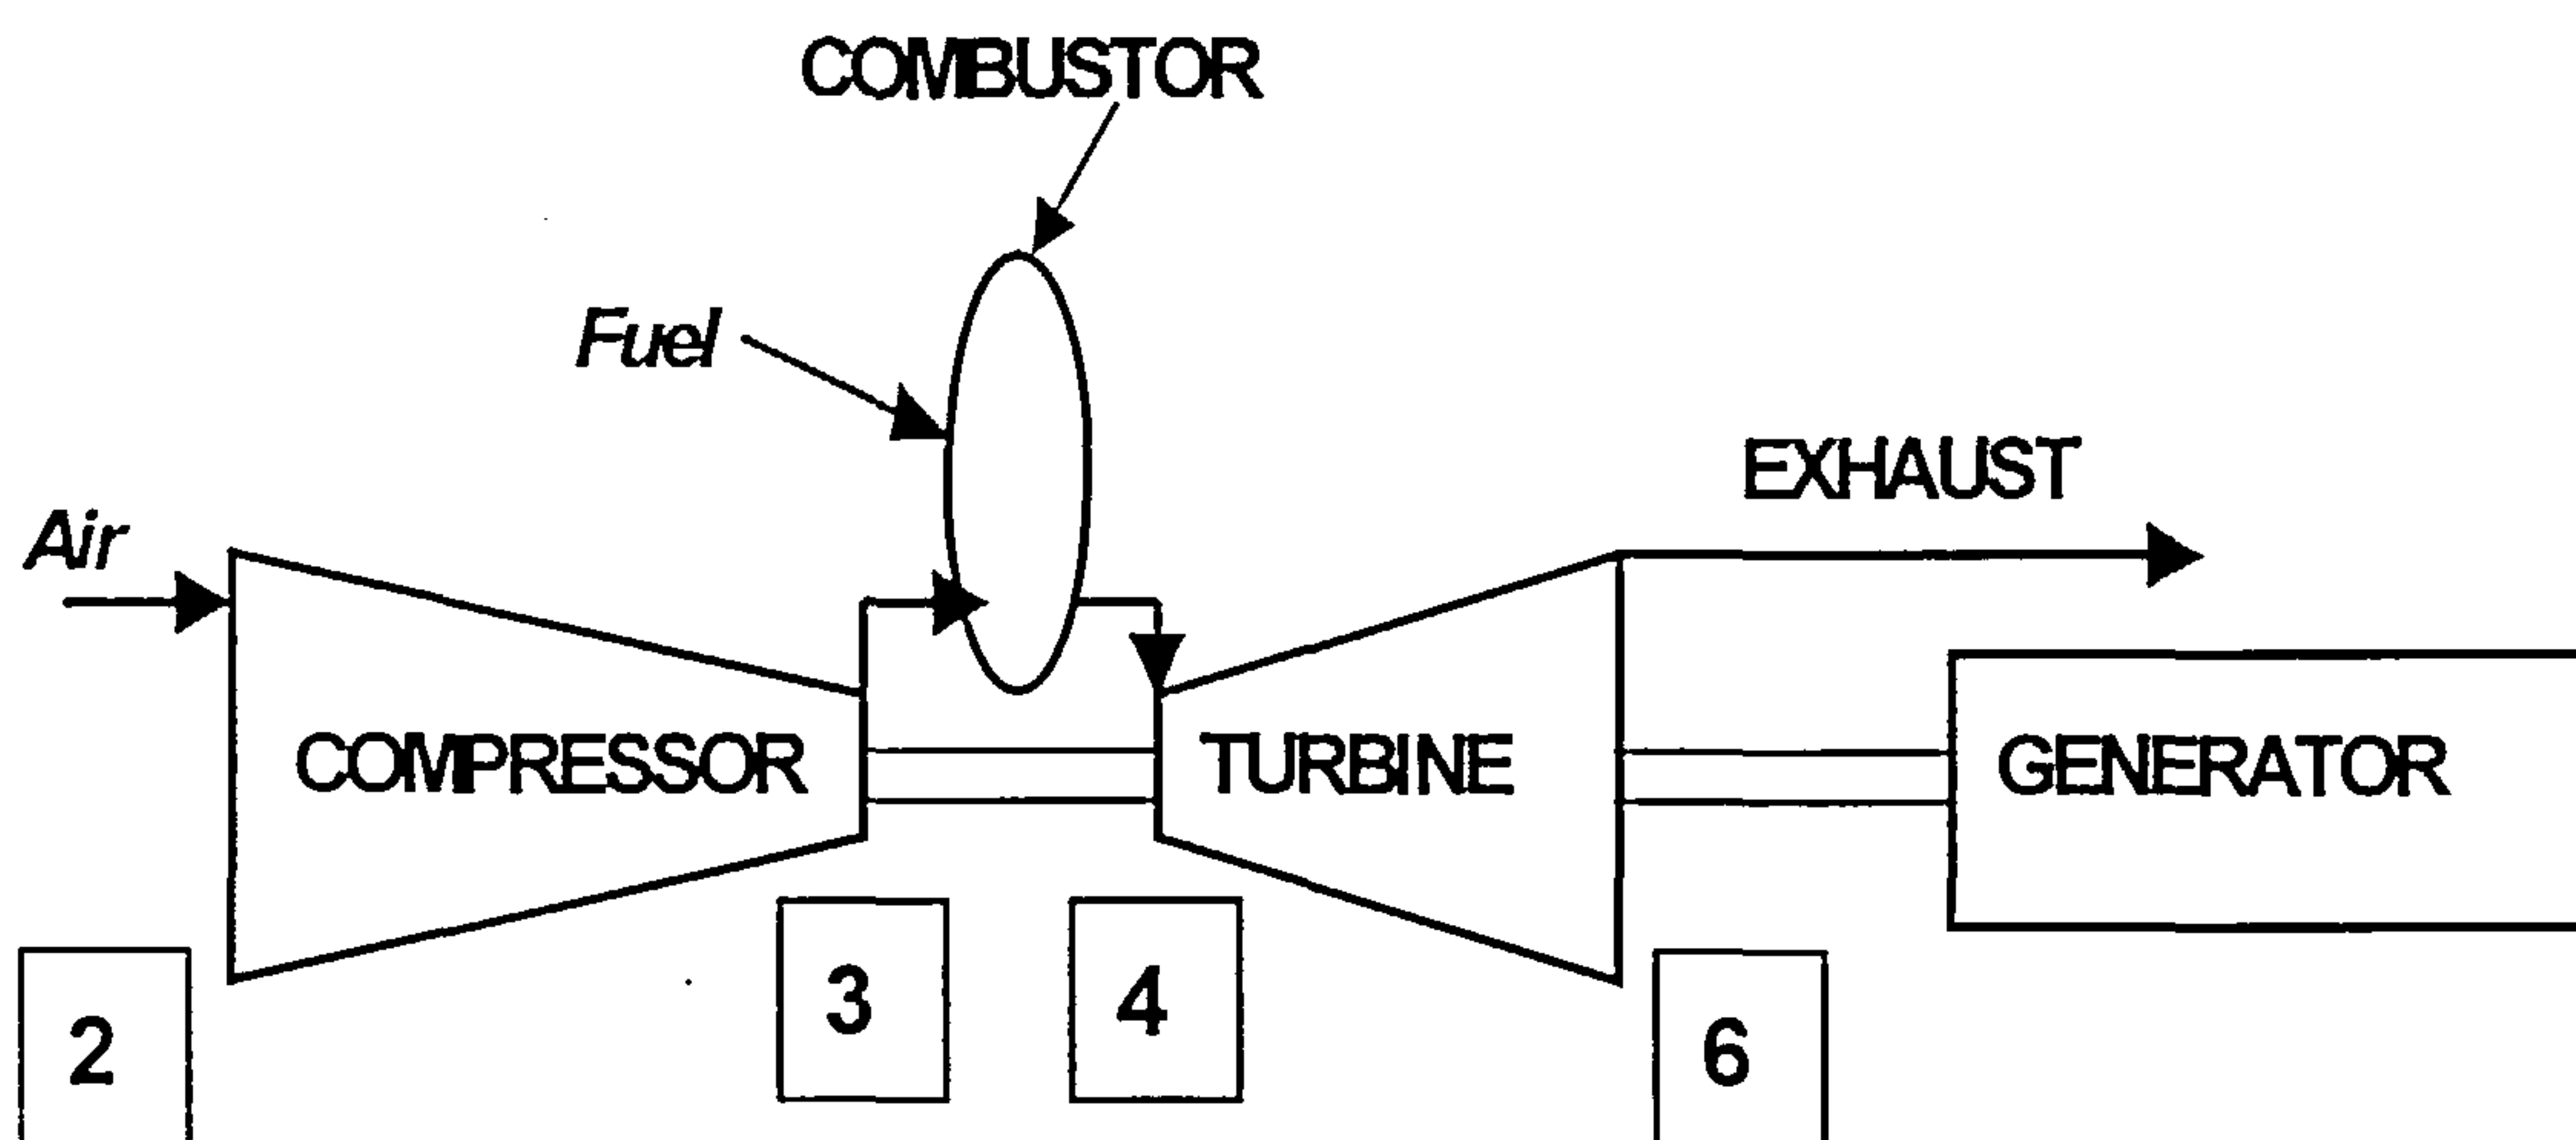 COMBUSTOR
Fuel
EXHAUST
Air
COMPRESSOR
TURBINE
GENERATOR
3
4
2
6